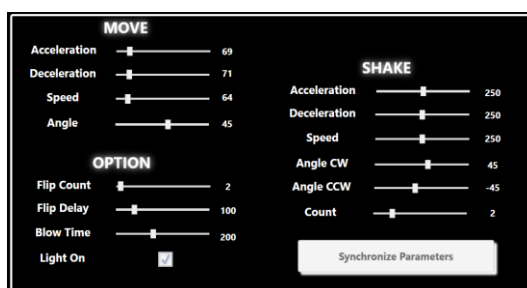 MOVE
Acceleration 69
Deceleration 71
Speed 64
Angle 45
OPTION
Flip Count 2
Flip Delay 100
Blow Time 200
Light On
SHAKE
Acceleration 250
Deceleration 250
Speed 250
Angle CW 45
Angle CCW -45
Count 2
Synchronize Parameters